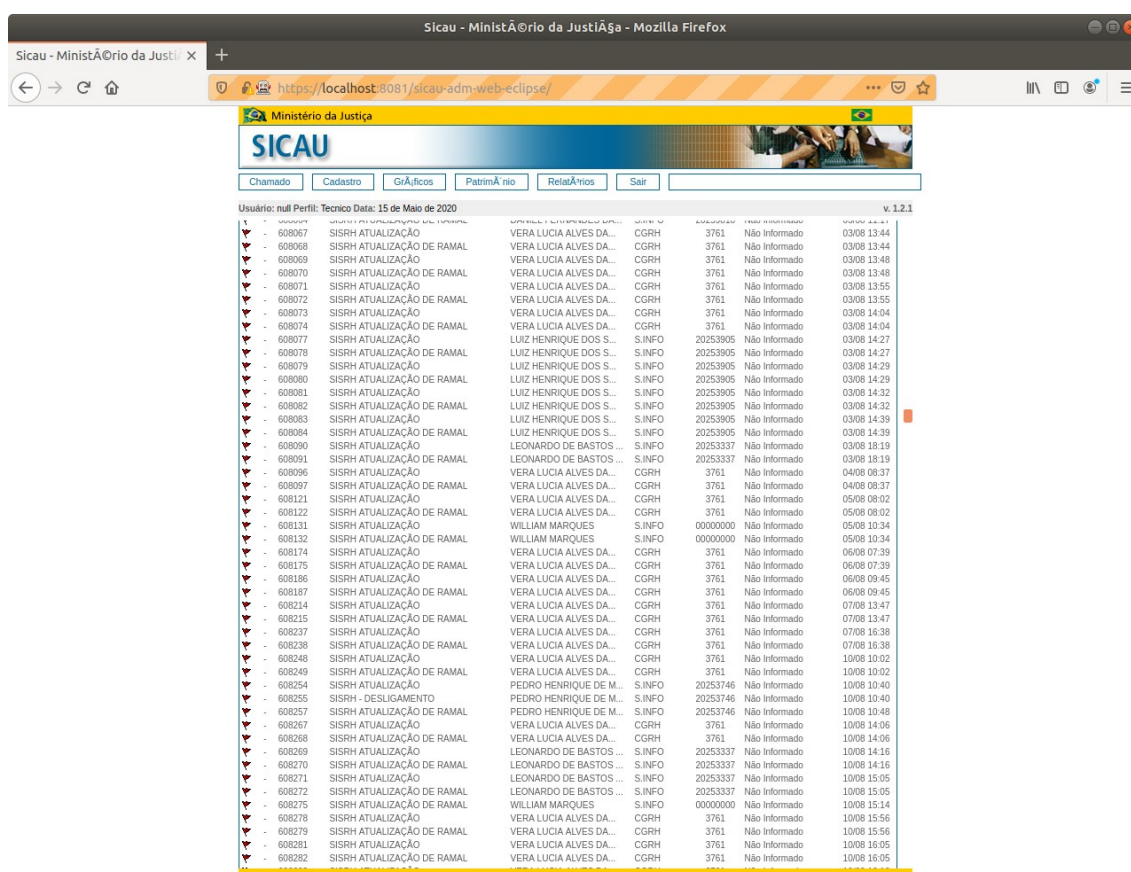 Sicau - MinistÃ©rio da JustiÃ§a - Mozilla Firefox
Sicau - MinistÃ©rio da Justi
https://localhost:8081/sicau-adm-web-eclipse/
Ministério da Justiça
SICAU
Chamado Cadastro GrÃ¡ficos PatrimÃ´nio RelatÃ³rios Sair
Usuário: null Perfil: Tecnico Data: 15 de Maio de 2020 v. 1.2.1
- 608067 SISRH ATUALIZAÇÃO VERA LUCIA ALVES DA... CGRH 3761 Não Informado 03/08 13:44
- 608068 SISRH ATUALIZAÇÃO DE RAMAL VERA LUCIA ALVES DA... CGRH 3761 Não Informado 03/08 13:44
- 608069 SISRH ATUALIZAÇÃO VERA LUCIA ALVES DA... CGRH 3761 Não Informado 03/08 13:48
- 608070 SISRH ATUALIZAÇÃO DE RAMAL VERA LUCIA ALVES DA... CGRH 3761 Não Informado 03/08 13:48
- 608071 SISRH ATUALIZAÇÃO VERA LUCIA ALVES DA... CGRH 3761 Não Informado 03/08 13:55
- 608072 SISRH ATUALIZAÇÃO DE RAMAL VERA LUCIA ALVES DA... CGRH 3761 Não Informado 03/08 13:55
- 608073 SISRH ATUALIZAÇÃO VERA LUCIA ALVES DA... CGRH 3761 Não Informado 03/08 14:04
- 608074 SISRH ATUALIZAÇÃO DE RAMAL VERA LUCIA ALVES DA... CGRH 3761 Não Informado 03/08 14:04
- 608077 SISRH ATUALIZAÇÃO LUIZ HENRIQUE DOS S... S.INFO 20253905 Não Informado 03/08 14:27
- 608078 SISRH ATUALIZAÇÃO DE RAMAL LUIZ HENRIQUE DOS S... S.INFO 20253905 Não Informado 03/08 14:27
- 608079 SISRH ATUALIZAÇÃO LUIZ HENRIQUE DOS S... S.INFO 20253905 Não Informado 03/08 14:29
- 608080 SISRH ATUALIZAÇÃO DE RAMAL LUIZ HENRIQUE DOS S... S.INFO 20253905 Não Informado 03/08 14:29
- 608081 SISRH ATUALIZAÇÃO LUIZ HENRIQUE DOS S... S.INFO 20253905 Não Informado 03/08 14:32
- 608082 SISRH ATUALIZAÇÃO DE RAMAL LUIZ HENRIQUE DOS S... S.INFO 20253905 Não Informado 03/08 14:32
- 608083 SISRH ATUALIZAÇÃO LUIZ HENRIQUE DOS S... S.INFO 20253905 Não Informado 03/08 14:39
- 608084 SISRH ATUALIZAÇÃO DE RAMAL LUIZ HENRIQUE DOS S... S.INFO 20253905 Não Informado 03/08 14:39
- 608090 SISRH ATUALIZAÇÃO LEONARDO DE BASTOS ... S.INFO 20253337 Não Informado 03/08 18:19
- 608091 SISRH ATUALIZAÇÃO DE RAMAL LEONARDO DE BASTOS ... S.INFO 20253337 Não Informado 03/08 18:19
- 608096 SISRH ATUALIZAÇÃO VERA LUCIA ALVES DA... CGRH 3761 Não Informado 04/08 08:37
- 608097 SISRH ATUALIZAÇÃO DE RAMAL VERA LUCIA ALVES DA... CGRH 3761 Não Informado 04/08 08:37
- 608121 SISRH ATUALIZAÇÃO VERA LUCIA ALVES DA... CGRH 3761 Não Informado 05/08 08:02
- 608122 SISRH ATUALIZAÇÃO DE RAMAL VERA LUCIA ALVES DA... CGRH 3761 Não Informado 05/08 08:02
- 608131 SISRH ATUALIZAÇÃO WILLIAM MARQUES S.INFO 00000000 Não Informado 05/08 10:34
- 608132 SISRH ATUALIZAÇÃO DE RAMAL WILLIAM MARQUES S.INFO 00000000 Não Informado 05/08 10:34
- 608174 SISRH ATUALIZAÇÃO VERA LUCIA ALVES DA... CGRH 3761 Não Informado 06/08 07:39
- 608175 SISRH ATUALIZAÇÃO DE RAMAL VERA LUCIA ALVES DA... CGRH 3761 Não Informado 06/08 07:39
- 608186 SISRH ATUALIZAÇÃO VERA LUCIA ALVES DA... CGRH 3761 Não Informado 06/08 09:45
- 608187 SISRH ATUALIZAÇÃO DE RAMAL VERA LUCIA ALVES DA... CGRH 3761 Não Informado 06/08 09:45
- 608214 SISRH ATUALIZAÇÃO VERA LUCIA ALVES DA... CGRH 3761 Não Informado 07/08 13:47
- 608215 SISRH ATUALIZAÇÃO DE RAMAL VERA LUCIA ALVES DA... CGRH 3761 Não Informado 07/08 13:47
- 608237 SISRH ATUALIZAÇÃO VERA LUCIA ALVES DA... CGRH 3761 Não Informado 07/08 16:38
- 608238 SISRH ATUALIZAÇÃO DE RAMAL VERA LUCIA ALVES DA... CGRH 3761 Não Informado 07/08 16:38
- 608248 SISRH ATUALIZAÇÃO VERA LUCIA ALVES DA... CGRH 3761 Não Informado 10/08 10:02
- 608249 SISRH ATUALIZAÇÃO DE RAMAL VERA LUCIA ALVES DA... CGRH 3761 Não Informado 10/08 10:02
- 608254 SISRH ATUALIZAÇÃO PEDRO HENRIQUE DE M... S.INFO 20253746 Não Informado 10/08 10:40
- 608255 SISRH - DESLIGAMENTO PEDRO HENRIQUE DE M... S.INFO 20253746 Não Informado 10/08 10:40
- 608257 SISRH ATUALIZAÇÃO DE RAMAL PEDRO HENRIQUE DE M... S.INFO 20253746 Não Informado 10/08 10:48
- 608267 SISRH ATUALIZAÇÃO VERA LUCIA ALVES DA... CGRH 3761 Não Informado 10/08 14:06
- 608268 SISRH ATUALIZAÇÃO DE RAMAL VERA LUCIA ALVES DA... CGRH 3761 Não Informado 10/08 14:06
- 608269 SISRH ATUALIZAÇÃO LEONARDO DE BASTOS ... S.INFO 20253337 Não Informado 10/08 14:16
- 608270 SISRH ATUALIZAÇÃO DE RAMAL LEONARDO DE BASTOS ... S.INFO 20253337 Não Informado 10/08 14:16
- 608271 SISRH ATUALIZAÇÃO LEONARDO DE BASTOS ... S.INFO 20253337 Não Informado 10/08 15:05
- 608272 SISRH ATUALIZAÇÃO DE RAMAL LEONARDO DE BASTOS ... S.INFO 20253337 Não Informado 10/08 15:05
- 608275 SISRH ATUALIZAÇÃO DE RAMAL WILLIAM MARQUES S.INFO 00000000 Não Informado 10/08 15:14
- 608278 SISRH ATUALIZAÇÃO VERA LUCIA ALVES DA... CGRH 3761 Não Informado 10/08 15:56
- 608279 SISRH ATUALIZAÇÃO DE RAMAL VERA LUCIA ALVES DA... CGRH 3761 Não Informado 10/08 15:56
- 608281 SISRH ATUALIZAÇÃO VERA LUCIA ALVES DA... CGRH 3761 Não Informado 10/08 16:05
- 608282 SISRH ATUALIZAÇÃO DE RAMAL VERA LUCIA ALVES DA... CGRH 3761 Não Informado 10/08 16:05